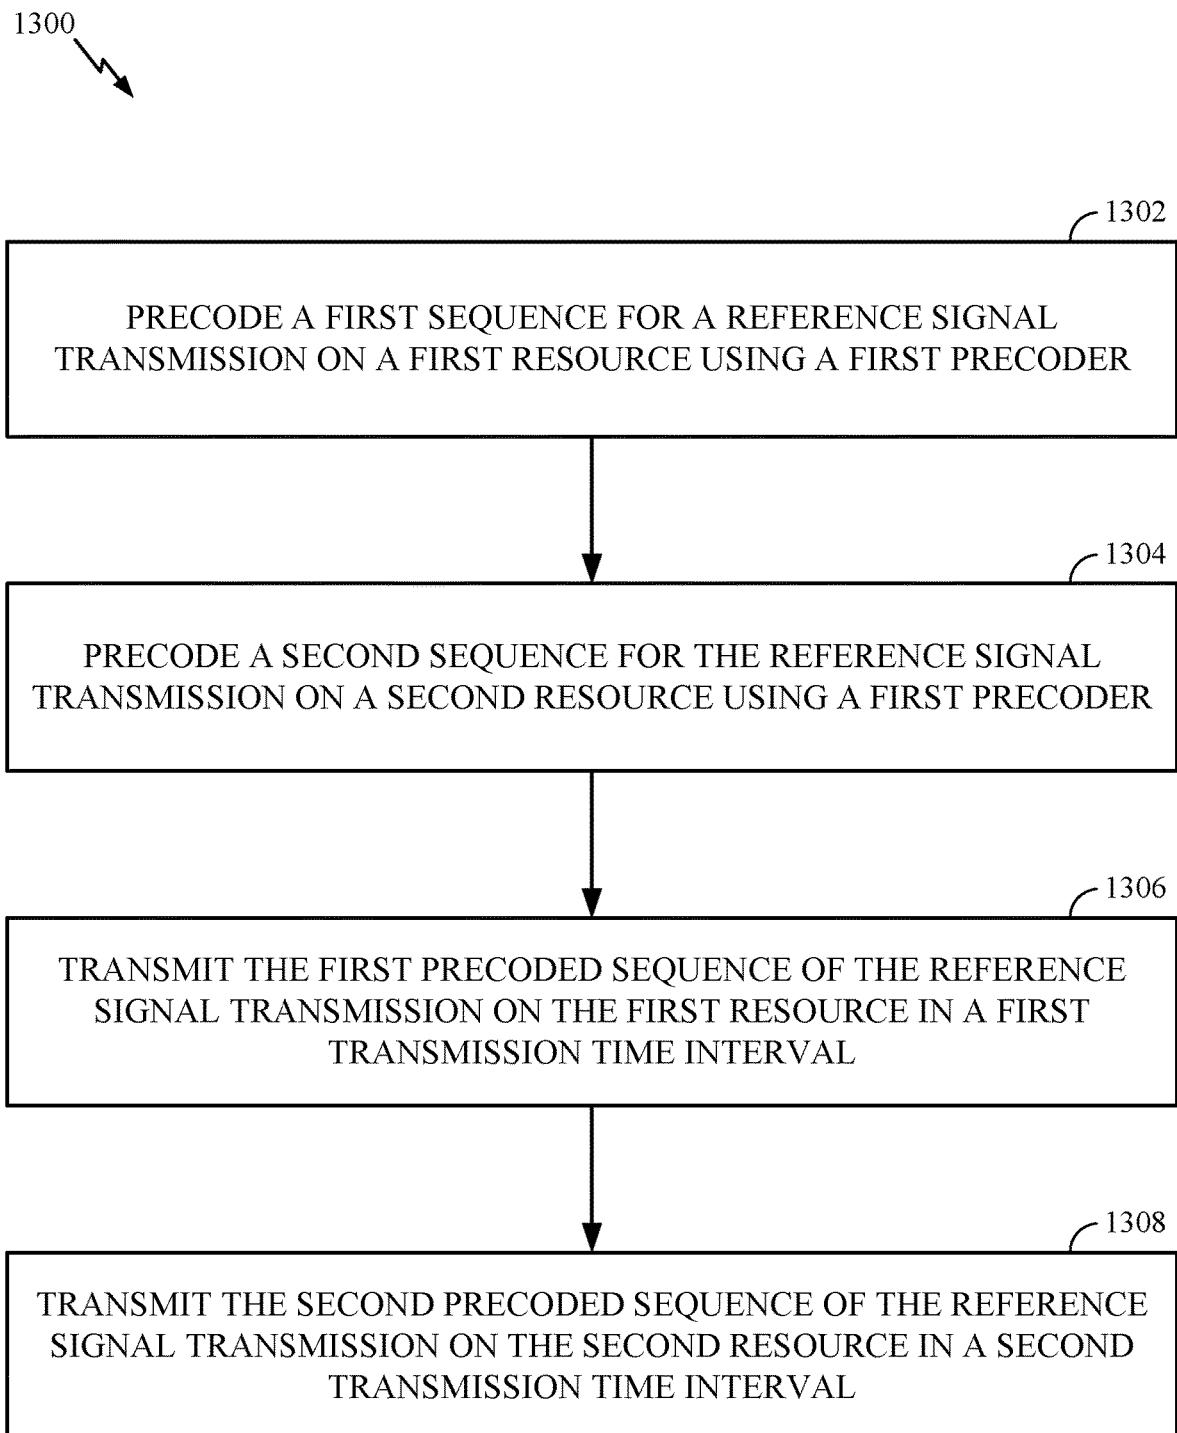 1300
1302
PRECODE A FIRST SEQUENCE FOR A REFERENCE SIGNAL
TRANSMISSION ON A FIRST RESOURCE USING A FIRST PRECODER
1304
PRECODE A SECOND SEQUENCE FOR THE REFERENCE SIGNAL
TRANSMISSION ON A SECOND RESOURCE USING A FIRST PRECODER
1306
TRANSMIT THE FIRST PRECODED SEQUENCE OF THE REFERENCE
SIGNAL TRANSMISSION ON THE FIRST RESOURCE IN A FIRST
TRANSMISSION TIME INTERVAL
1308
TRANSMIT THE SECOND PRECODED SEQUENCE OF THE REFERENCE
SIGNAL TRANSMISSION ON THE SECOND RESOURCE IN A SECOND
TRANSMISSION TIME INTERVAL